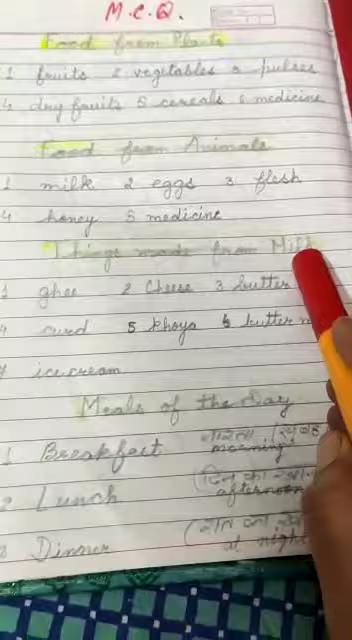 M.C.Q.
Food from Plants
1 fruits 2 vegetables 3 pulses
4 dry fruits 5 cereals 6 medicine
Food from Animals
1 milk 2 eggs 3 flesh
4 honey 5 medicine
Things made from Milk
1 ghee 2 Cheese 3 butter
4 curd 5 khoya 6 butter m
7 ice cream
Meals of the Day
1 Breakfast नाश्ता (सुबह
morning
2 Lunch (दिन का खाना
afternoon
3 Dinner (रात का
at night